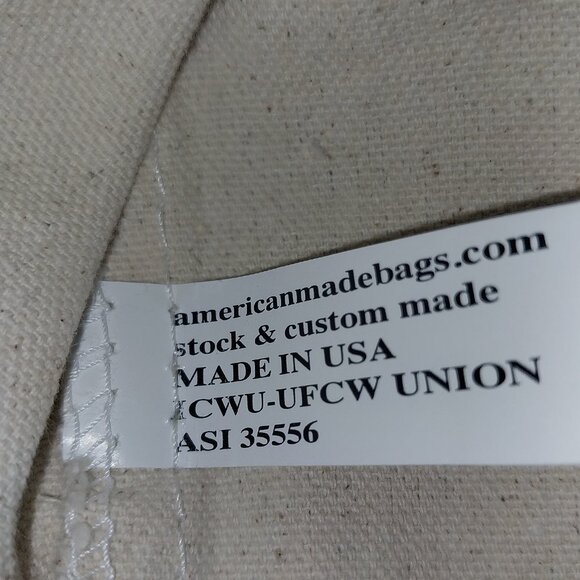 americanmadebags.com
stock & custom made
MADE IN USA
ICWU-UFCW UNION
ASI 35556